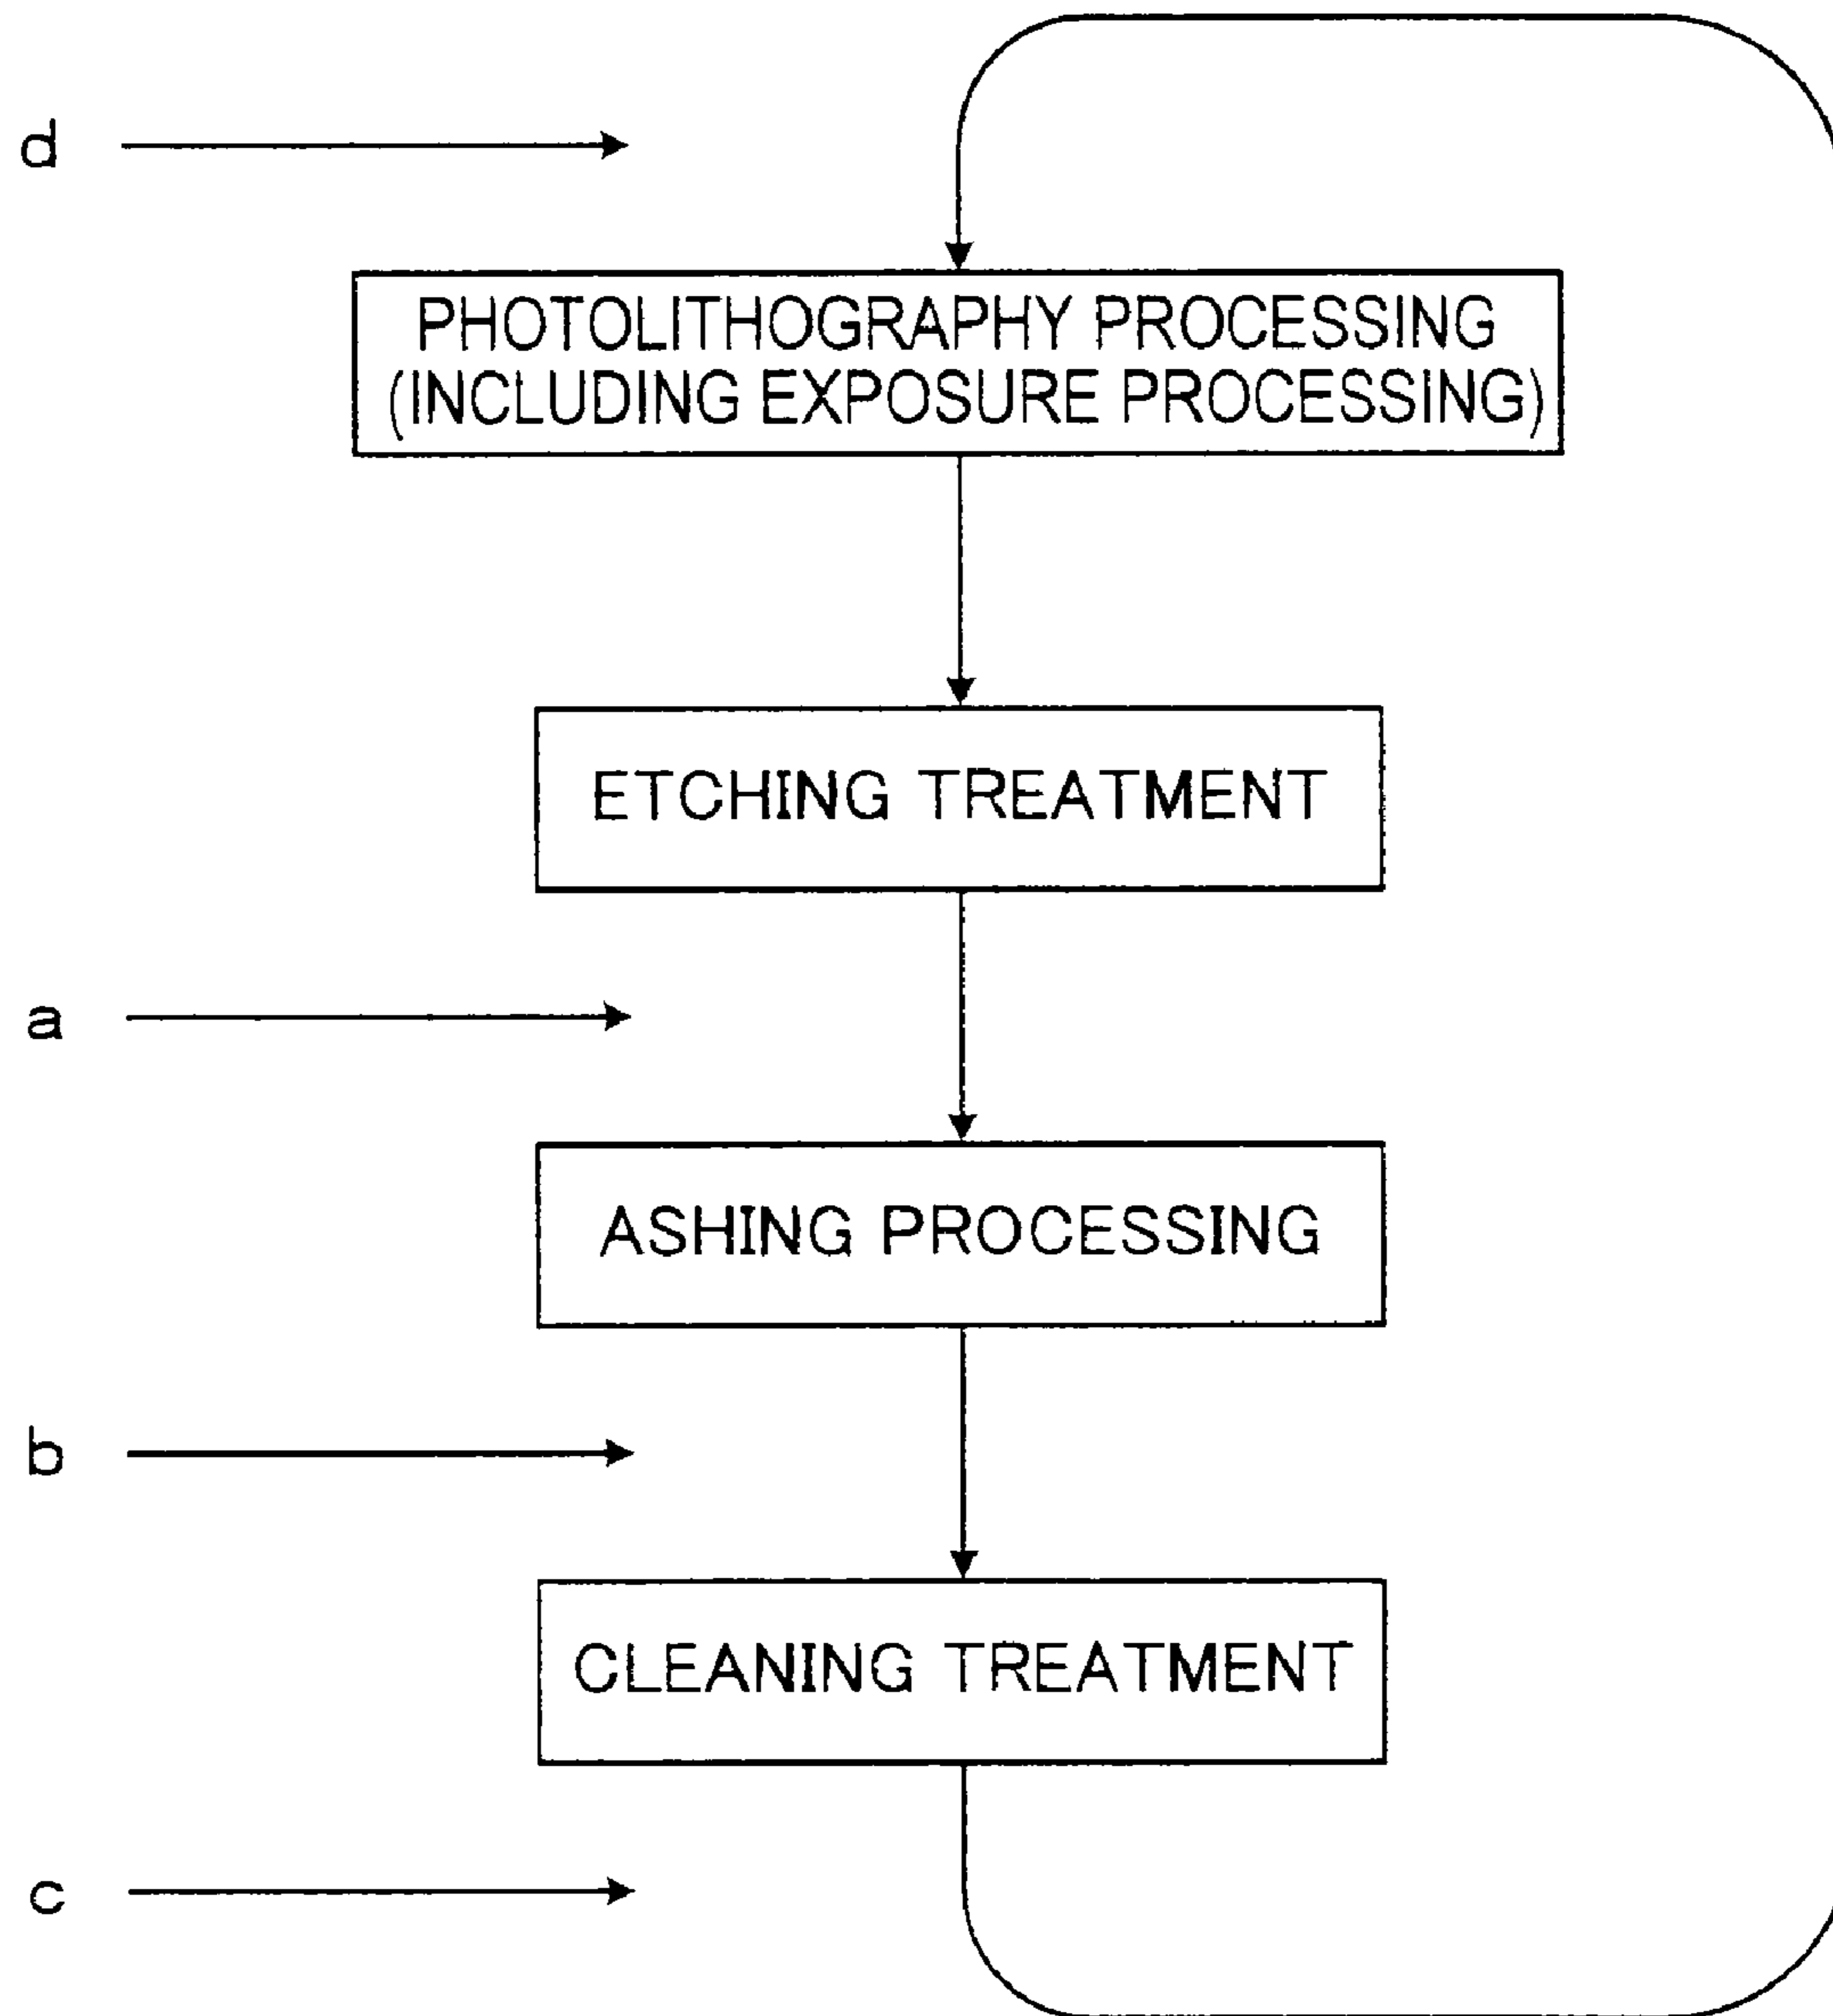 d
PHOTOLITHOGRAPHY PROCESSING
(INCLUDING EXPOSURE PROCESSING)
ETCHING TREATMENT
a
ASHING PROCESSING
b
CLEANING TREATMENT
c